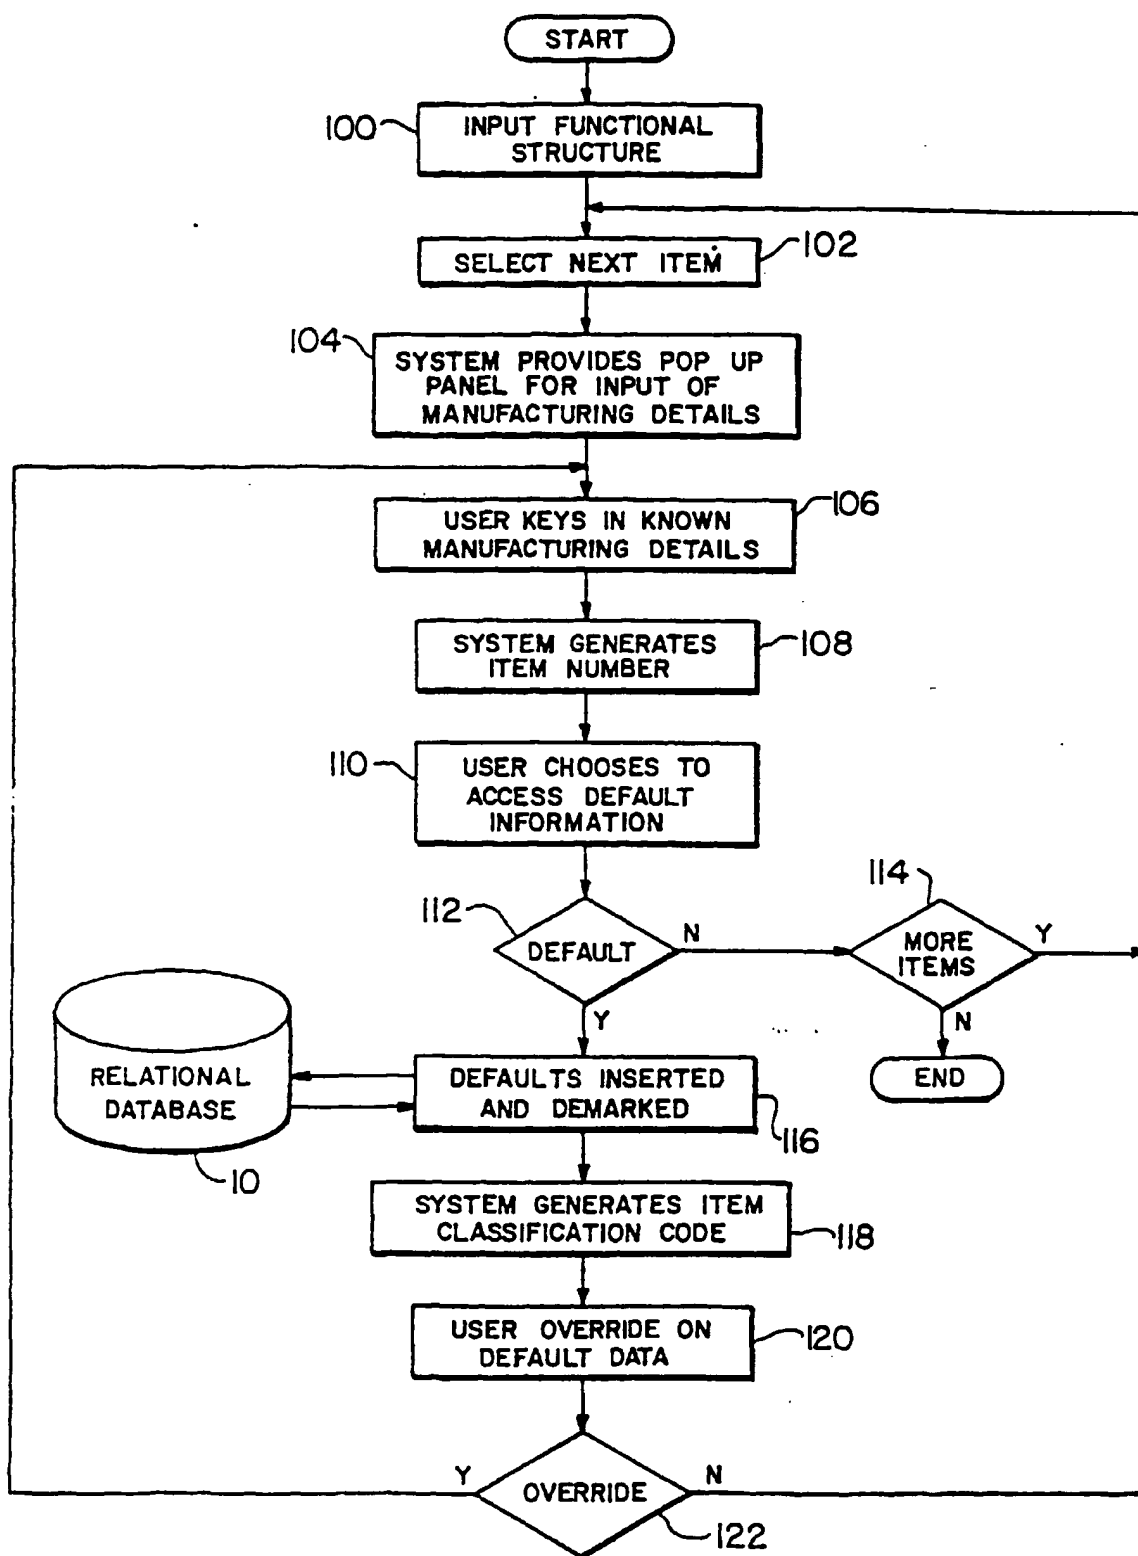 START
100
INPUT FUNCTIONAL
STRUCTURE
102
SELECT NEXT ITEM
104
SYSTEM PROVIDES POP UP
PANEL FOR INPUT OF
MANUFACTURING DETAILS
106
USER KEYS IN KNOWN
MANUFACTURING DETAILS
108
SYSTEM GENERATES
ITEM NUMBER
110
USER CHOOSES TO
ACCESS DEFAULT
INFORMATION
112
DEFAULT
N
Y
114
MORE
ITEMS
Y
N
END
RELATIONAL
DATABASE
10
DEFAULTS INSERTED
AND DEMARKED
116
SYSTEM GENERATES ITEM
CLASSIFICATION CODE
118
USER OVERRIDE ON
DEFAULT DATA
120
Y
OVERRIDE
N
122